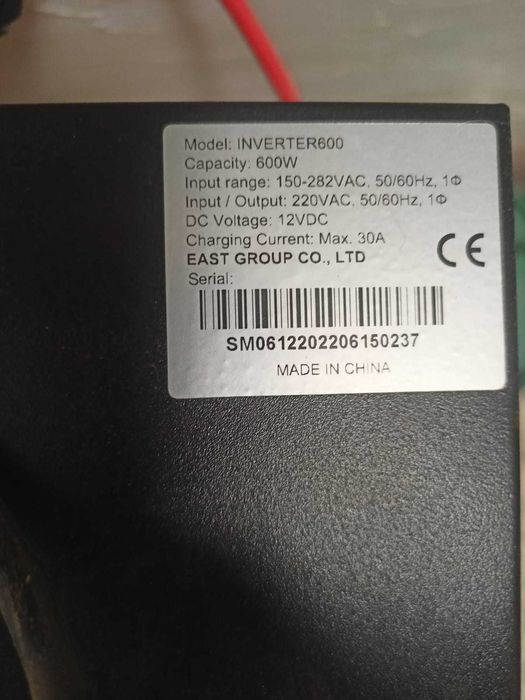 Model: INVERTER600
Capacity: 600W
Input range: 150-282VAC, 50/60Hz, 1Φ
Input / Output: 220VAC, 50/60Hz, 1Φ
DC Voltage: 12VDC
Charging Current: Max. 30A
EAST GROUP CO., LTD
CE
Serial:
SM0612202206150237
MADE IN CHINA